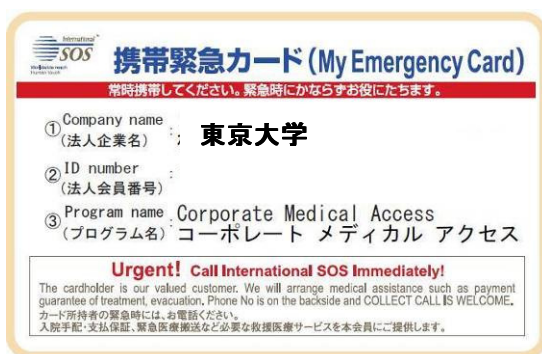 International
SOS
Worldwide reach
Human touch
携帯緊急カード(My Emergency Card)
常時携帯してください。緊急時にかならずお役にたちます。
① Company name
(法人企業名) : 東京大学
② ID number :
(法人会員番号)
③ Program name . Corporate Medical Access
(プログラム名) コーポレート メディカル アクセス
Urgent! Call International SOS Immediately!
The cardholder is our valued customer. We will arrange medical assistance such as payment
guarantee of treatment, evacuation. Phone No is on the backside and COLLECT CALL IS WELCOME.
カード所持者の緊急時には、お電話ください。
入院手配・支払保証、緊急医療搬送など必要な救援医療サービスを本会員にご提供します。